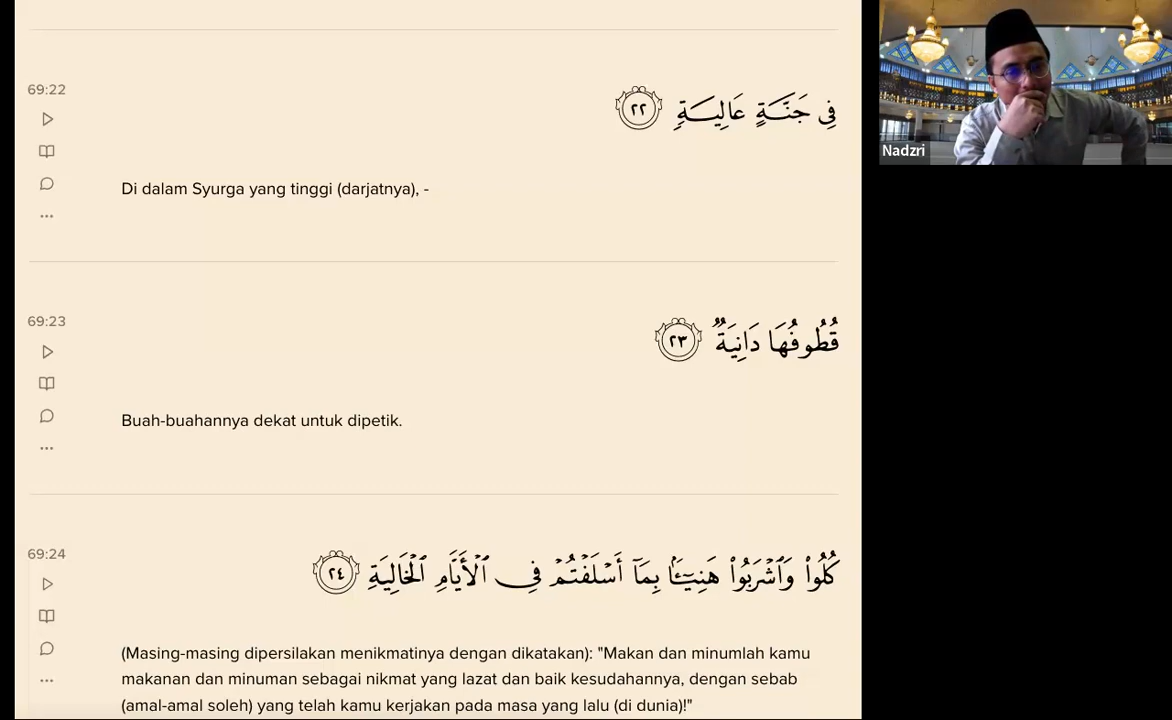 69:22
فِى جَنَّةٍ عَالِيَةٍۢ ٢٢
Di dalam Syurga yang tinggi (darjatnya), -
69:23
قُطُوفُهَا دَانِيَةٌۭ ٢٣
Buah-buahannya dekat untuk dipetik.
69:24
كُلُوا۟ وَٱشْرَبُوا۟ هَنِيٓـًٔۢا بِمَآ أَسْلَفْتُمْ فِى ٱلْأَيَّامِ ٱلْخَالِيَةِ ٢٤
(Masing-masing dipersilakan menikmatinya dengan dikatakan): "Makan dan minumlah kamu
makanan dan minuman sebagai nikmat yang lazat dan baik kesudahannya, dengan sebab
(amal-amal soleh) yang telah kamu kerjakan pada masa yang lalu (di dunia)!"
Nadzri